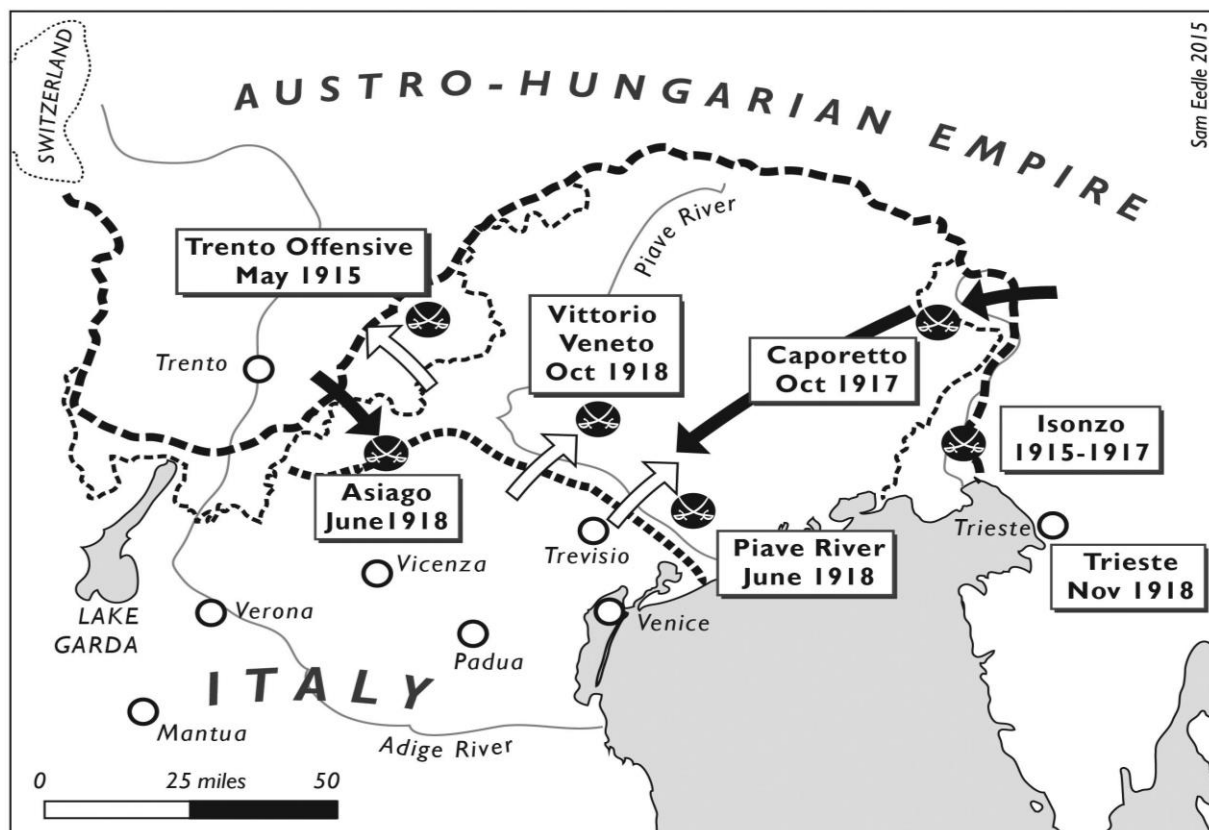 Sam Eedle 2015
SWITZERLAND
AUSTRO-HUNGARIAN EMPIRE
Piave River
Trento Offensive
May 1915
Vittorio
Veneto
Oct 1918
Caporetto
Oct 1917
Trento
Isonzo
1915-1917
Asiago
June1918
Trevisio
Piave River
June 1918
Trieste
Trieste
Nov 1918
Vicenza
LAKE
GARDA
Verona
Venice
Padua
ITALY
Mantua
Adige River
0 25 miles 50